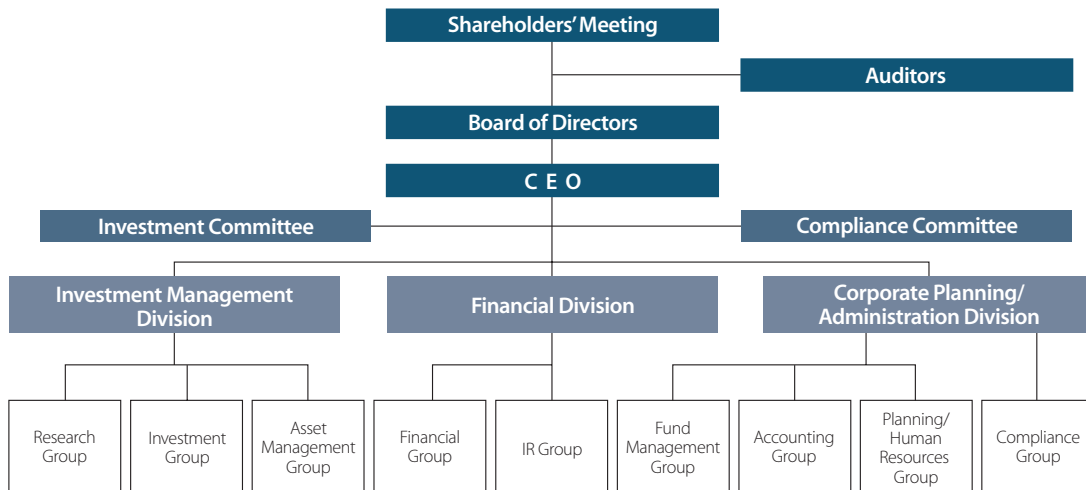 Shareholders' Meeting
Auditors
Board of Directors
C E O
Investment Committee
Compliance Committee
Investment Management
Division
Financial Division
Corporate Planning/
Administration Division
Research
Group
Investment
Group
Asset
Management
Group
Financial
Group
IR Group
Fund
Management
Group
Accounting
Group
Planning/
Human
Resources
Group
Compliance
Group